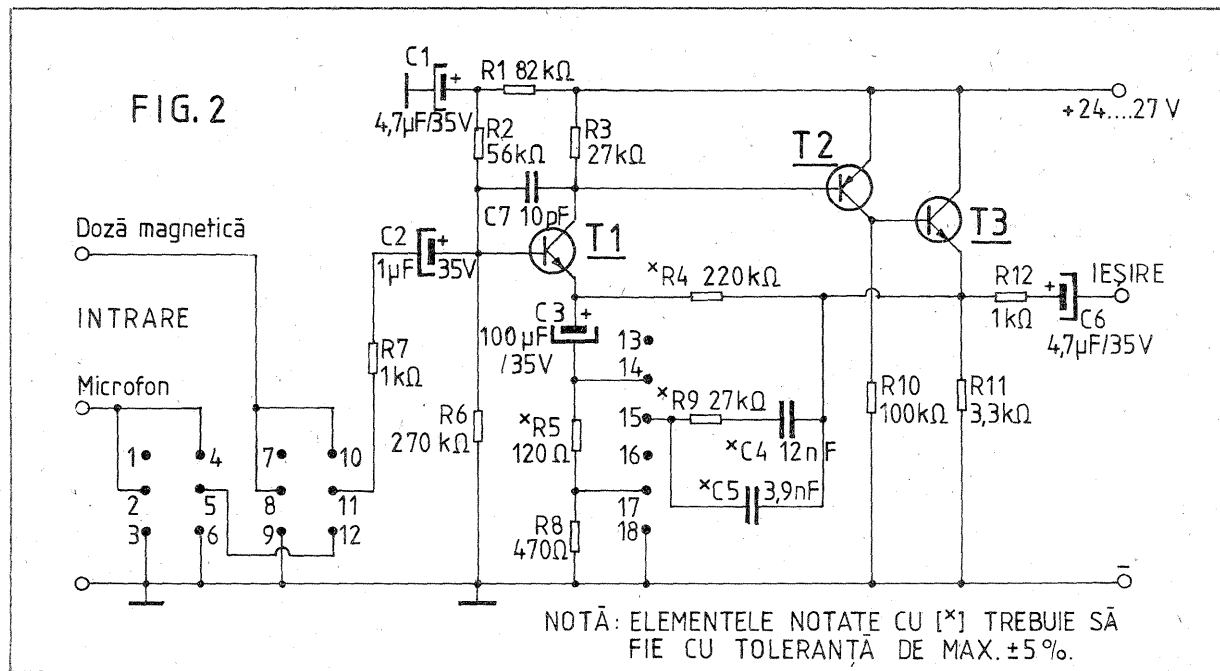 FIG. 2
C1
+
4,7µF/35V
R1 82kΩ
+24....27 V
R2
56kΩ
R3
27kΩ
C7 10pF
T2
T3
T1
Doză magnetică
C2
+
1µF
35V
INTRARE
R7
1kΩ
Microfon
C3
+
100µF
/35V
×R4 220kΩ
R12
1kΩ
+
IEȘIRE
C6
4,7µF/35V
13
14
15
16
17
18
×R9 27kΩ
×C4 12nF
×C5 3,9nF
R10
100kΩ
R11
3,3kΩ
R6
270 kΩ
×R5
120 Ω
R8
470Ω
1 4 7 10
2 5 8 11
3 6 9 12
-
NOTĂ: ELEMENTELE NOTATE CU [×] TREBUIE SĂ
FIE CU TOLERANȚĂ DE MAX. ±5%.